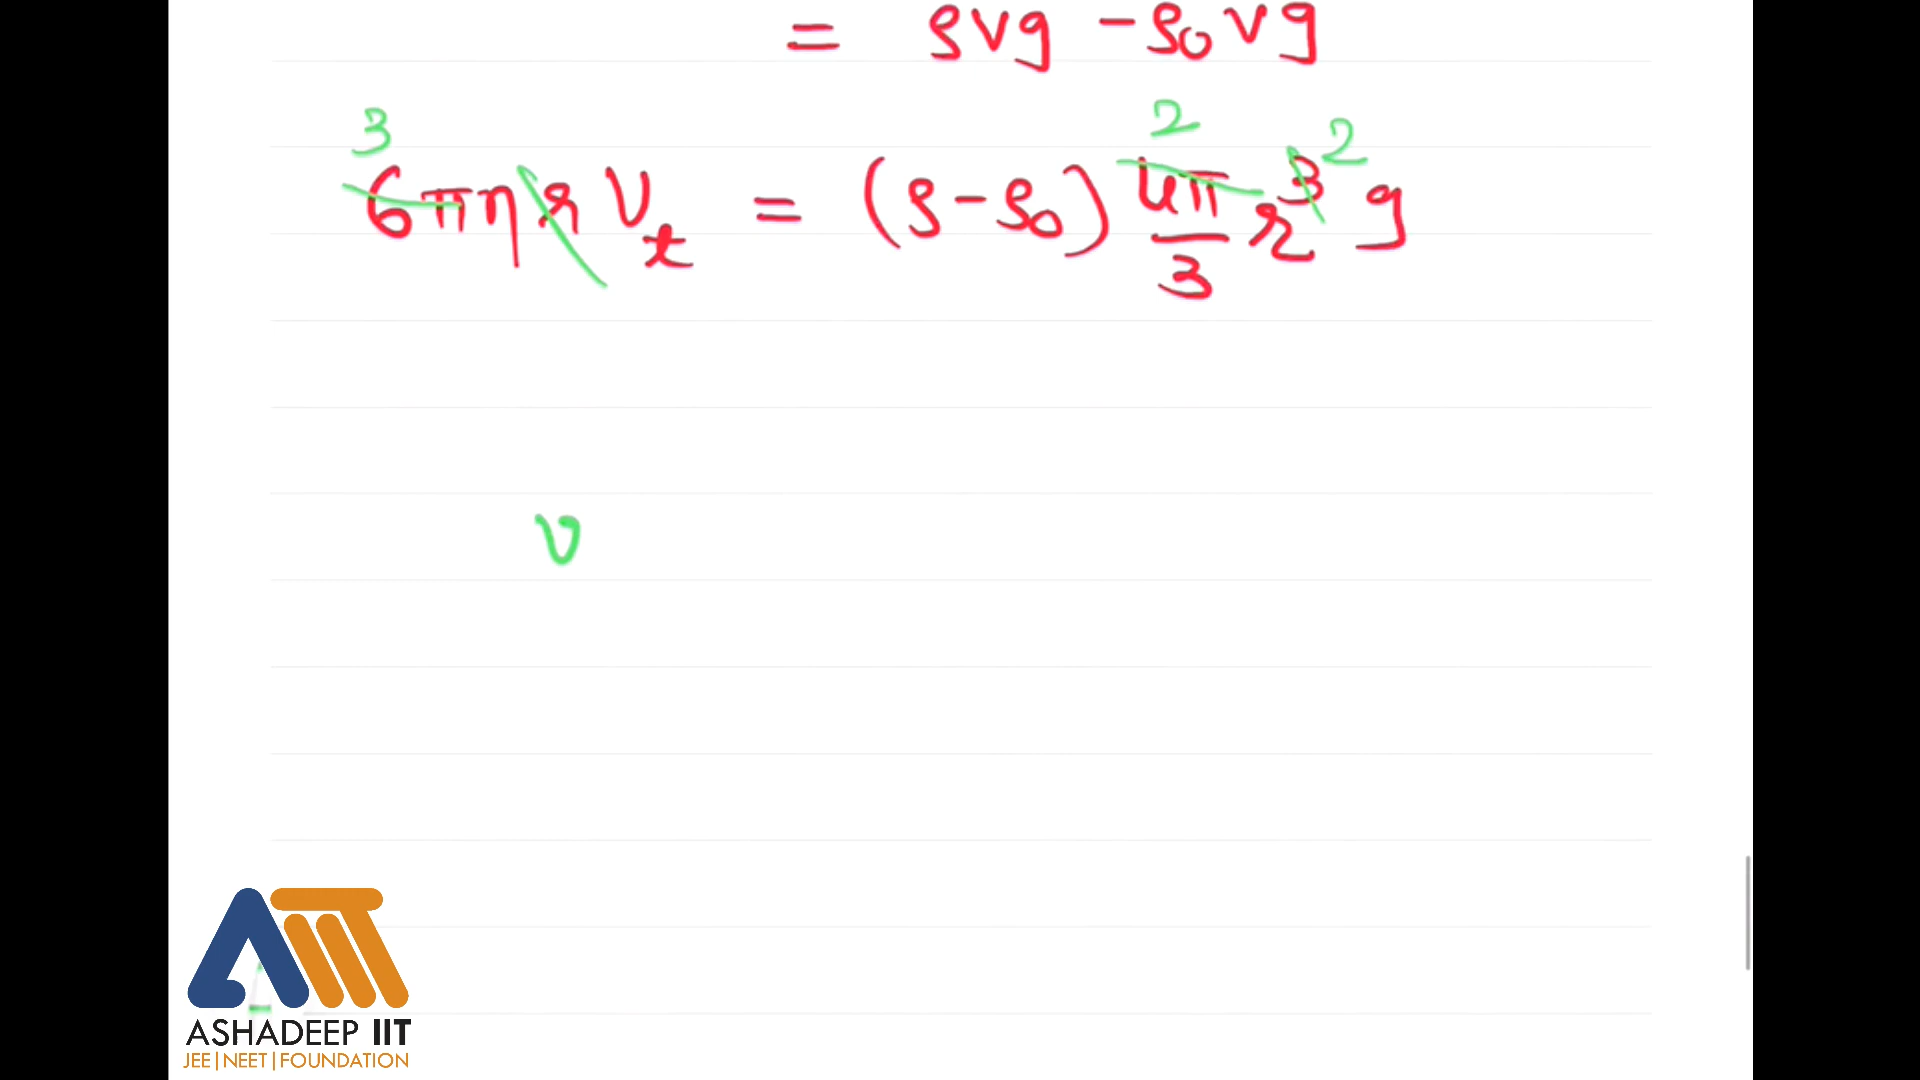 = ρvg - ρ₀vg
3 2 2
6πηr v_t = (ρ-ρ₀) 4π/3 r³ g
v
ASHADEEP IIT
JEE|NEET|FOUNDATION